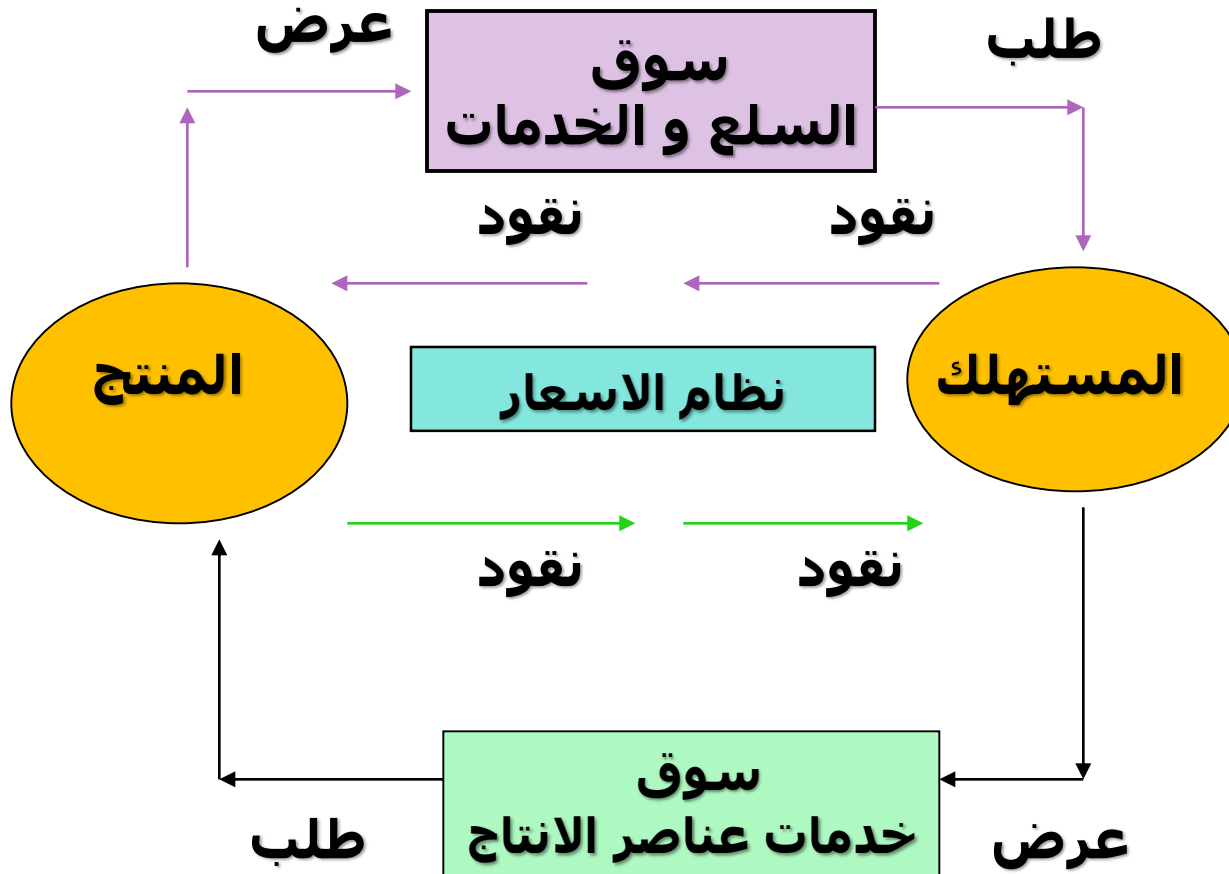 طلب
سوق
السلع و الخدمات
عرض
نقود
نقود
المستهلك
نظام الاسعار
المنتج
نقود
نقود
عرض
سوق
خدمات عناصر الانتاج
طلب